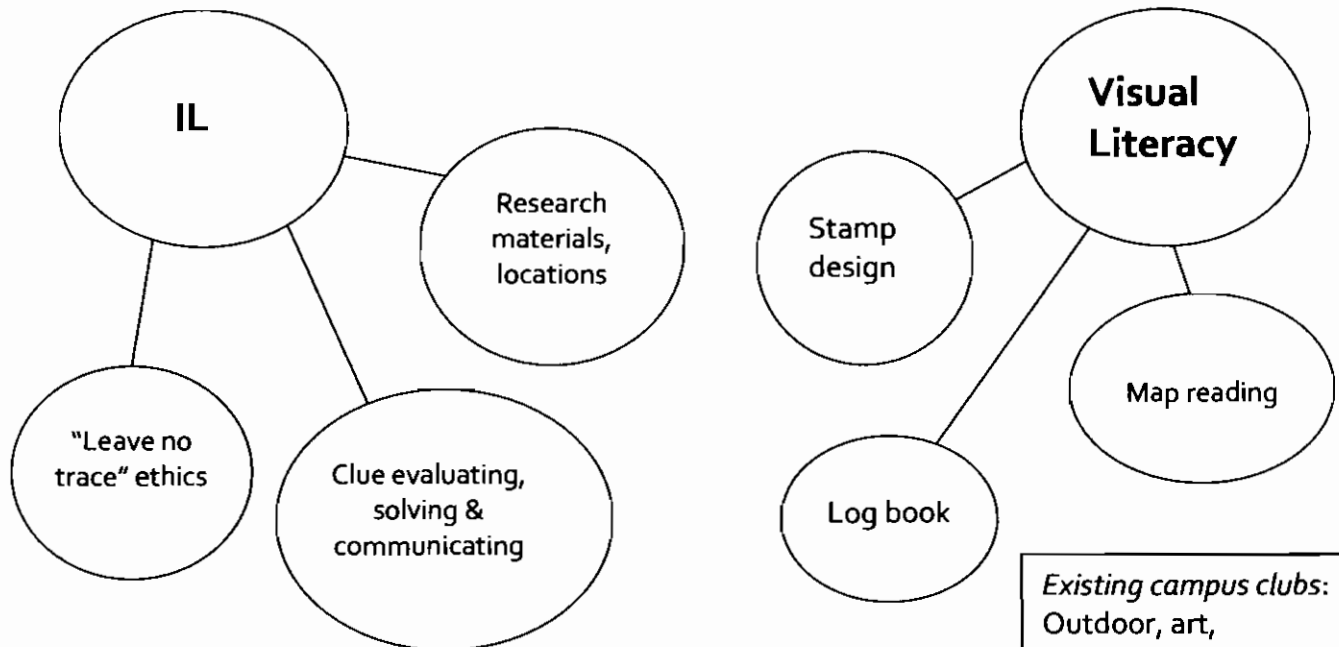 IL
Research
materials,
locations
"Leave no
trace" ethics
Clue evaluating,
solving &
communicating
Visual
Literacy
Stamp
design
Map reading
Log book
Existing campus clubs:
Outdoor, art,